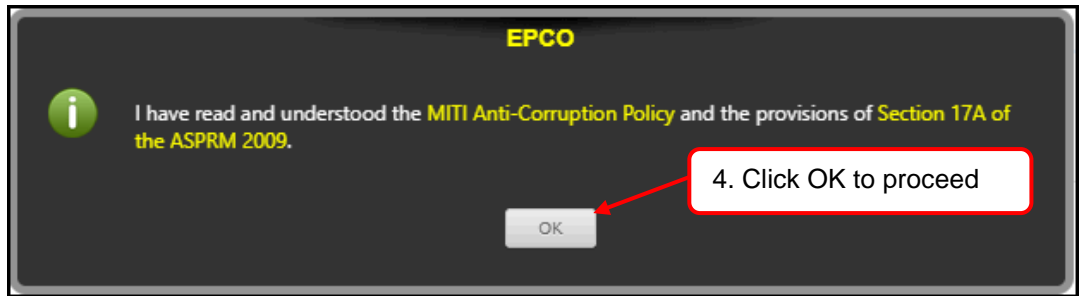 EPCO
I have read and understood the MITI Anti-Corruption Policy and the provisions of Section 17A of
the ASPRM 2009.
4. Click OK to proceed
OK